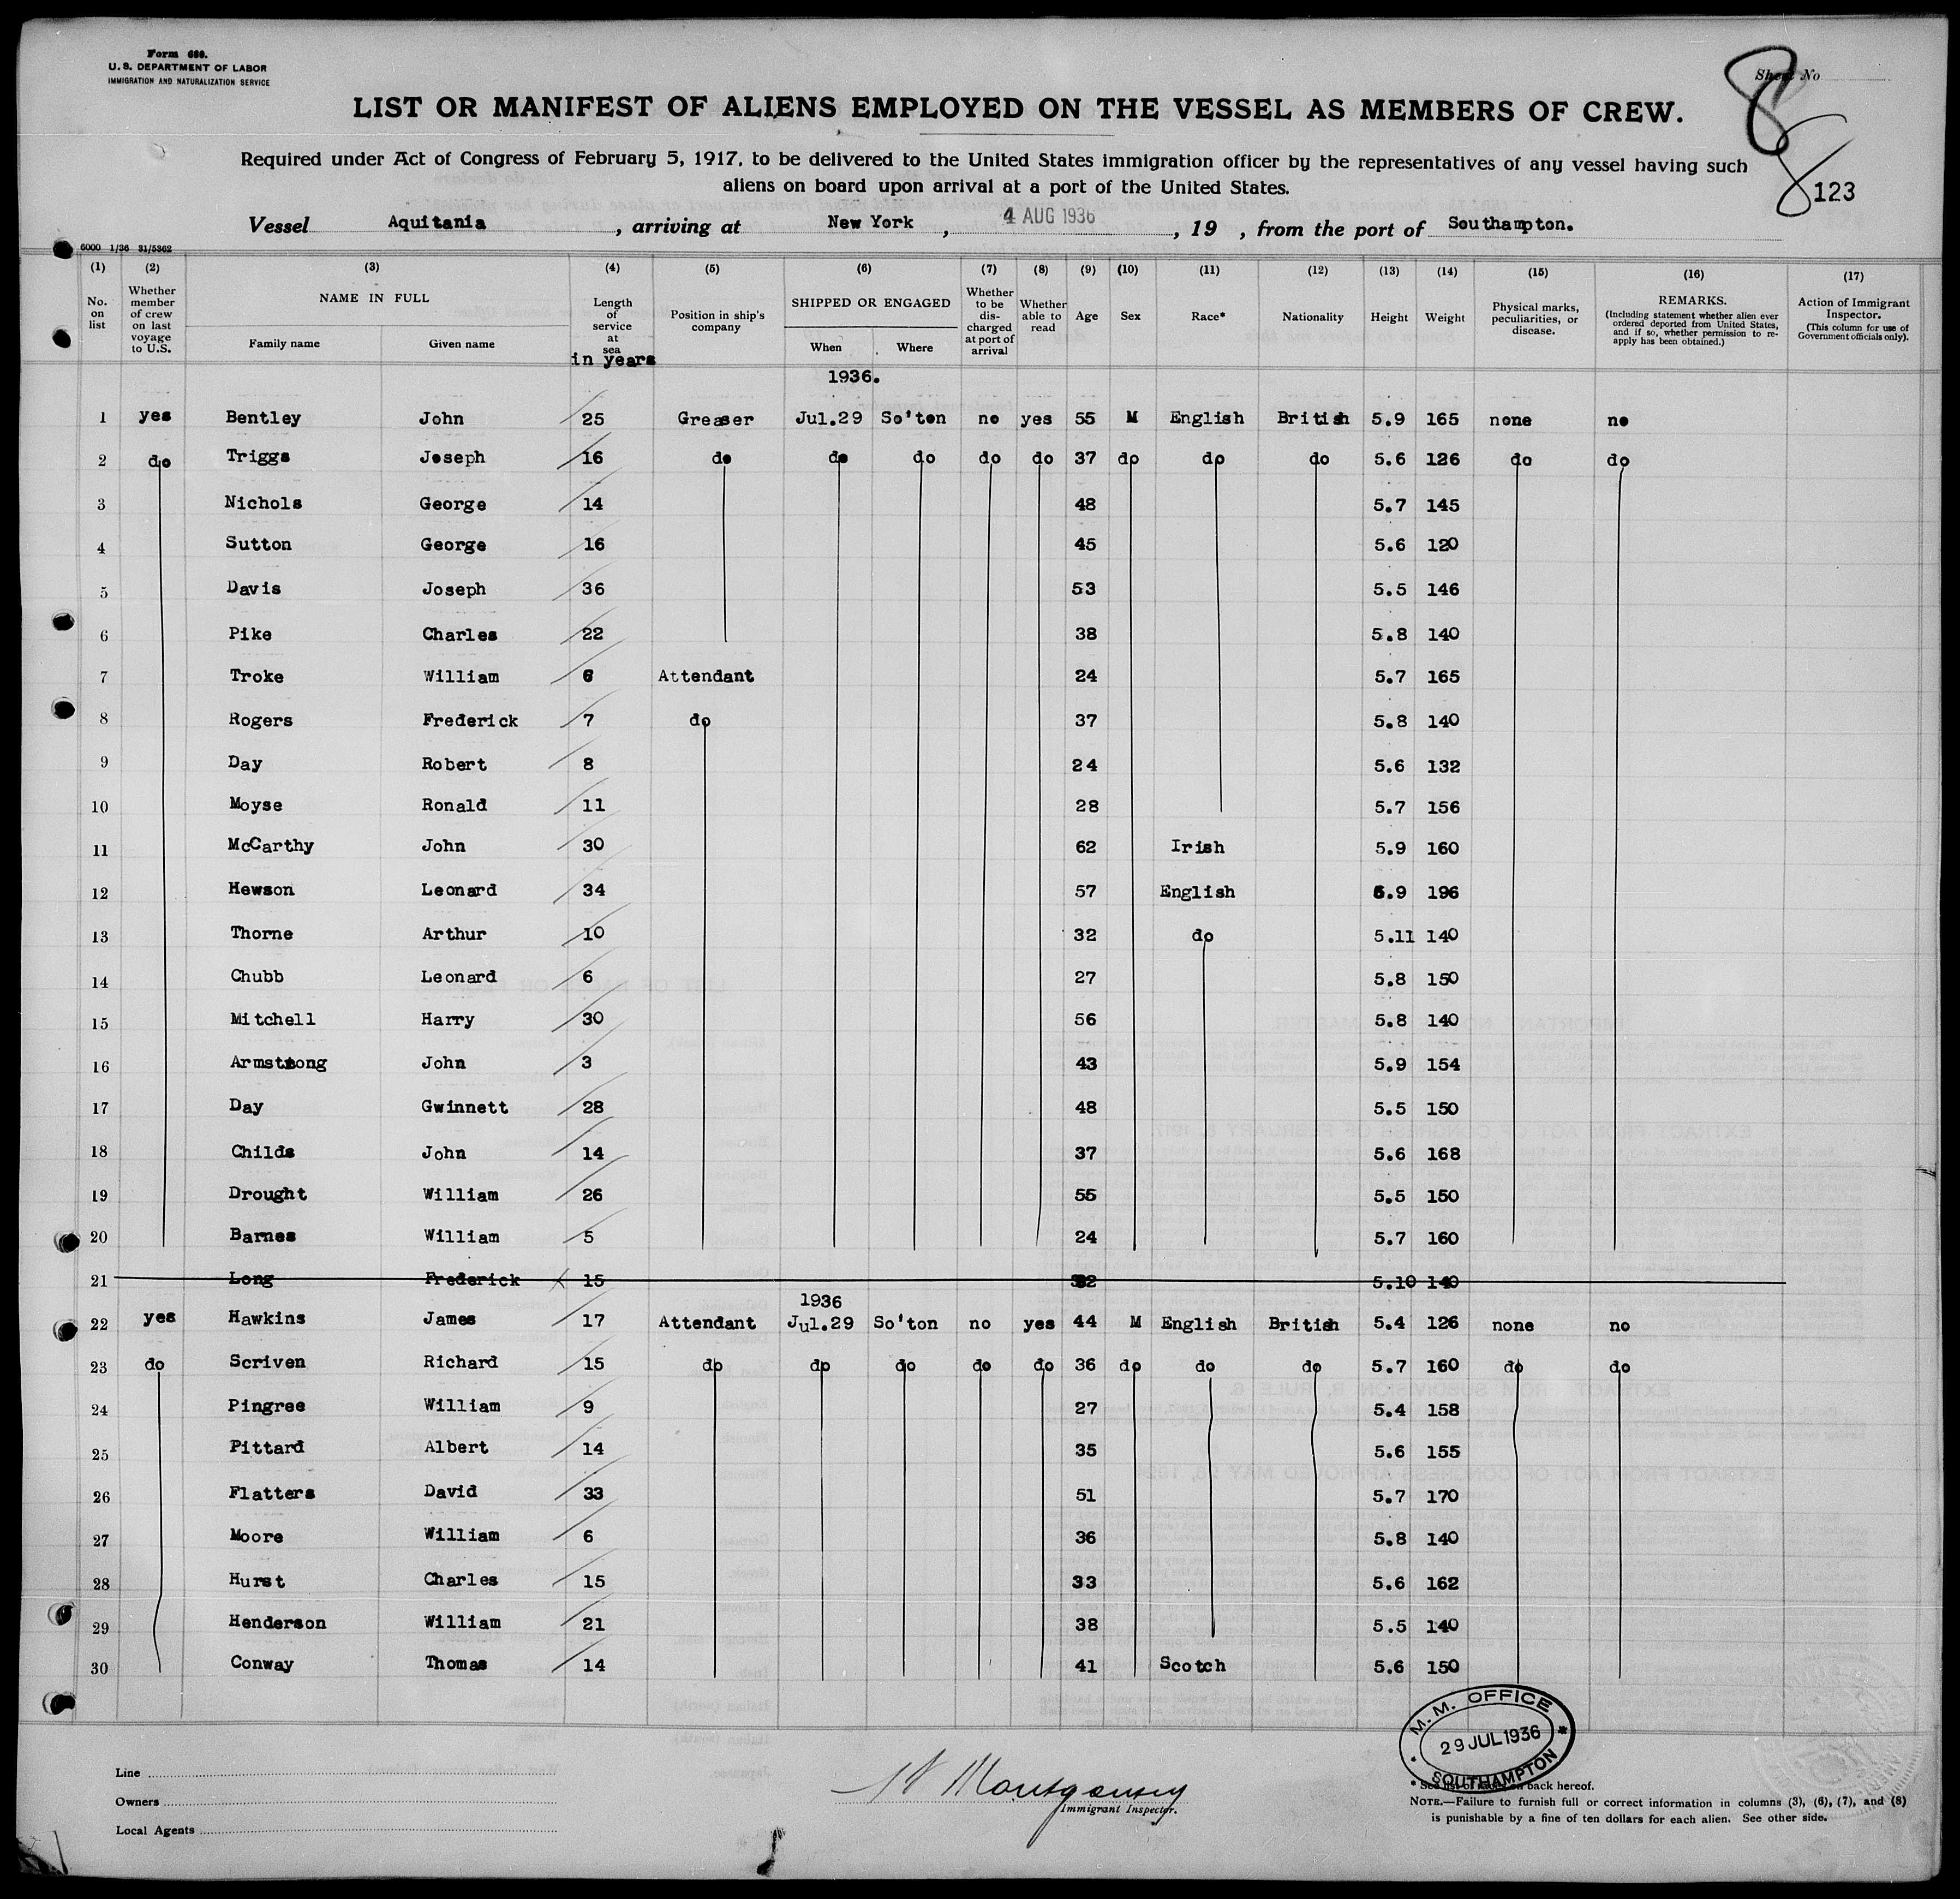 Form 680.
U. S. DEPARTMENT OF LABOR
IMMIGRATION AND NATURALIZATION SERVICE
Sheet No
8
8
123
LIST OR MANIFEST OF ALIENS EMPLOYED ON THE VESSEL AS MEMBERS OF CREW.
Required under Act of Congress of February 5, 1917, to be delivered to the United States immigration officer by the representatives of any vessel having such
aliens on board upon arrival at a port of the United States.
Vessel Aquitania , arriving at New York , 4 AUG 1936 , 19 , from the port of Southampton.
6000 1/36 31/5362
(1) (2) (3) (4) (5) (6) (7) (8) (9) (10) (11) (12) (13) (14) (15) (16) (17)
No. on list
Whether member of crew on last voyage to U.S.
NAME IN FULL
Family name Given name
Length of service at sea
in years
Position in ship's company
SHIPPED OR ENGAGED
When Where
Whether to be discharged at port of arrival
Whether able to read
Age
Sex
Race*
Nationality
Height
Weight
Physical marks, peculiarities, or disease.
REMARKS.
(Including statement whether alien ever ordered deported from United States, and if so, whether permission to re-apply has been obtained.)
Action of Immigrant Inspector.
(This column for use of Government officials only).
1936.
1 yes Bentley John 25 Greaser Jul.29 So'ton no yes 55 M English British 5.9 165 none no
2 do Triggs Joseph 16 do do do do do 37 do do do 5.6 126 do do
3 Nichols George 14 48 5.7 145
4 Sutton George 16 45 5.6 120
5 Davis Joseph 36 53 5.5 146
6 Pike Charles 22 38 5.8 140
7 Troke William 6 Attendant 24 5.7 165
8 Rogers Frederick 7 do 37 5.8 140
9 Day Robert 8 24 5.6 132
10 Moyse Ronald 11 28 5.7 156
11 McCarthy John 30 62 Irish 5.9 160
12 Hewson Leonard 34 57 English 5.9 196
13 Thorne Arthur 10 32 do 5.11 140
14 Chubb Leonard 6 27 5.8 150
15 Mitchell Harry 30 56 5.8 140
16 Armstrong John 3 43 5.9 154
17 Day Gwinnett 28 48 5.5 150
18 Childs John 14 37 5.6 168
19 Drought William 26 55 5.5 150
20 Barnes William 5 24 5.7 160
21 Long Frederick 15 32 5.10 140
1936
22 yes Hawkins James 17 Attendant Jul.29 So'ton no yes 44 M English British 5.4 126 none no
23 do Scriven Richard 15 do do do do do 36 do do do 5.7 160 do do
24 Pingree William 9 27 5.4 158
25 Pittard Albert 14 35 5.6 155
26 Flatters David 33 51 5.7 170
27 Moore William 6 36 5.8 140
28 Hurst Charles 15 33 5.6 162
29 Henderson William 21 38 5.5 140
30 Conway Thomas 14 41 Scotch 5.6 150
M.M. OFFICE
29 JUL 1936
SOUTHAMPTON
Line
Owners
Local Agents
Montgomery
Immigrant Inspector.
* See list of races on back hereof.
NOTE.—Failure to furnish full or correct information in columns (3), (6), (7), and (8)
is punishable by a fine of ten dollars for each alien. See other side.